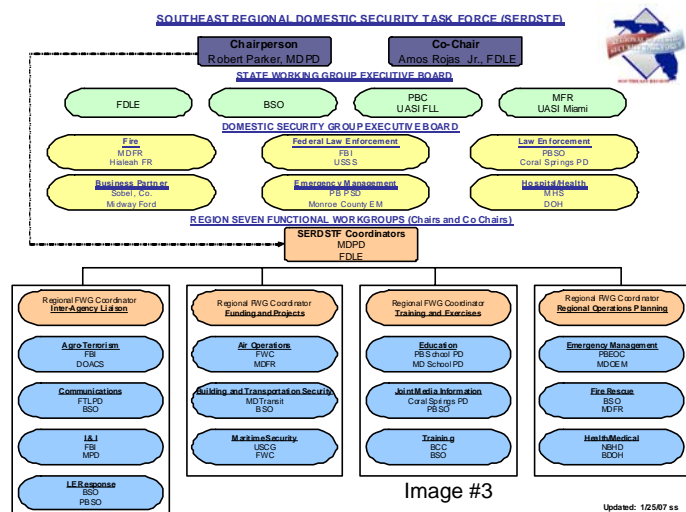 SOUTHEAST REGIONAL DOMESTIC SECURITY TASK FORCE (SERDSTF)
Chairperson
Robert Parker, MDPD
Co-Chair
Amos Rojas Jr., FDLE
STATE WORKING GROUP EXECUTIVE BOARD
FDLE
BSO
PBC
UASI FLL
MFR
UASI Miami
DOMESTIC SECURITY GROUP EXECUTIVE BOARD
Fire
MDFR
Hialeah FR
Federal Law Enforcement
FBI
USSS
Law Enforcement
PBSO
Coral Springs PD
Business Partner
Sobel, Co.
Midway Ford
Emergency Management
PBPSD
Monroe County EM
Hospital/Health
MHS
DOH
REGION SEVEN FUNCTIONAL WORKGROUPS (Chairs and Co Chairs)
SERDSTF Coordinators
MDPD
FDLE
Regional FWG Coordinator
Inter-Agency Liaison
Agro-Terrorism
FBI
DOACS
Communications
FTLPD
BSO
I&I
FBI
MPD
LE Response
BSO
PBSO
Regional FWG Coordinator
Funding and Projects
Air Operations
FWC
MDFR
Building and Transportation Security
MDTransit
BSO
Maritime Security
USCG
FWC
Regional FWG Coordinator
Training and Exercises
Education
PBSchool PD
MD School PD
Joint Media Information
Coral Springs PD
PBSO
Training
BCC
BSO
Regional FWG Coordinator
Regional Operations Planning
Emergency Management
PBEOC
MDOEM
Fire Rescue
BSO
MDFR
Health/Medical
NBHD
BDOH
Image #3
Updated: 1/25/07 ss